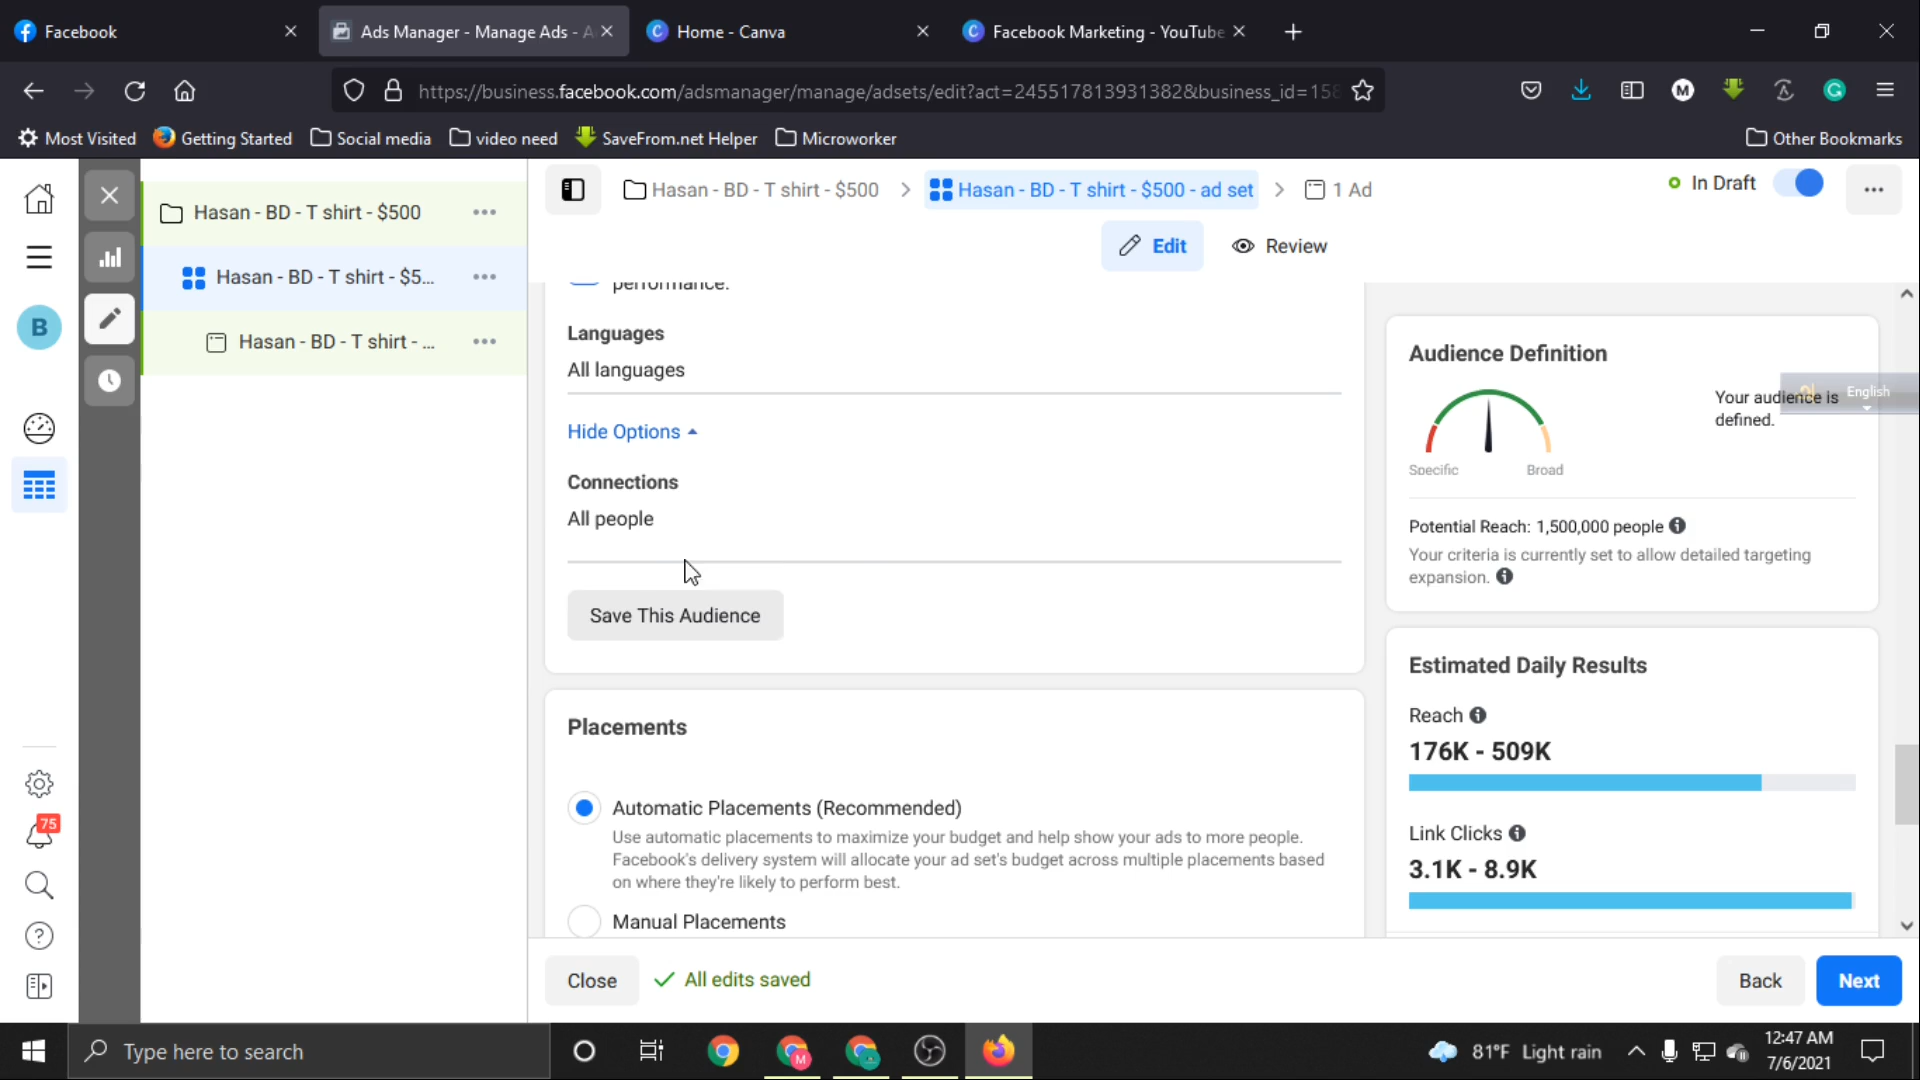 Facebook
Ads Manager - Manage Ads - A
Home - Canva
Facebook Marketing - YouTube
https://business.facebook.com/adsmanager/manage/adsets/edit?act=245517813931382&business_id=158
Most Visited
Getting Started
Social media
video need
SaveFrom.net Helper
Microworker
Other Bookmarks
Hasan - BD - T shirt - $500
Hasan - BD - T shirt - $500 - ad set
1 Ad
In Draft
Edit
Review
Hasan - BD - T shirt - $500
Hasan - BD - T shirt - $5...
Hasan - BD - T shirt - ...
B
75
performance.
Languages
All languages
Hide Options
Connections
All people
Save This Audience
Placements
Automatic Placements (Recommended)
Use automatic placements to maximize your budget and help show your ads to more people.
Facebook's delivery system will allocate your ad set's budget across multiple placements based
on where they're likely to perform best.
Manual Placements
Audience Definition
Your audience is
defined.
English
Specific
Broad
Potential Reach: 1,500,000 people
Your criteria is currently set to allow detailed targeting
expansion.
Estimated Daily Results
Reach
176K - 509K
Link Clicks
3.1K - 8.9K
Close
All edits saved
Back
Next
Type here to search
81°F Light rain
12:47 AM
7/6/2021